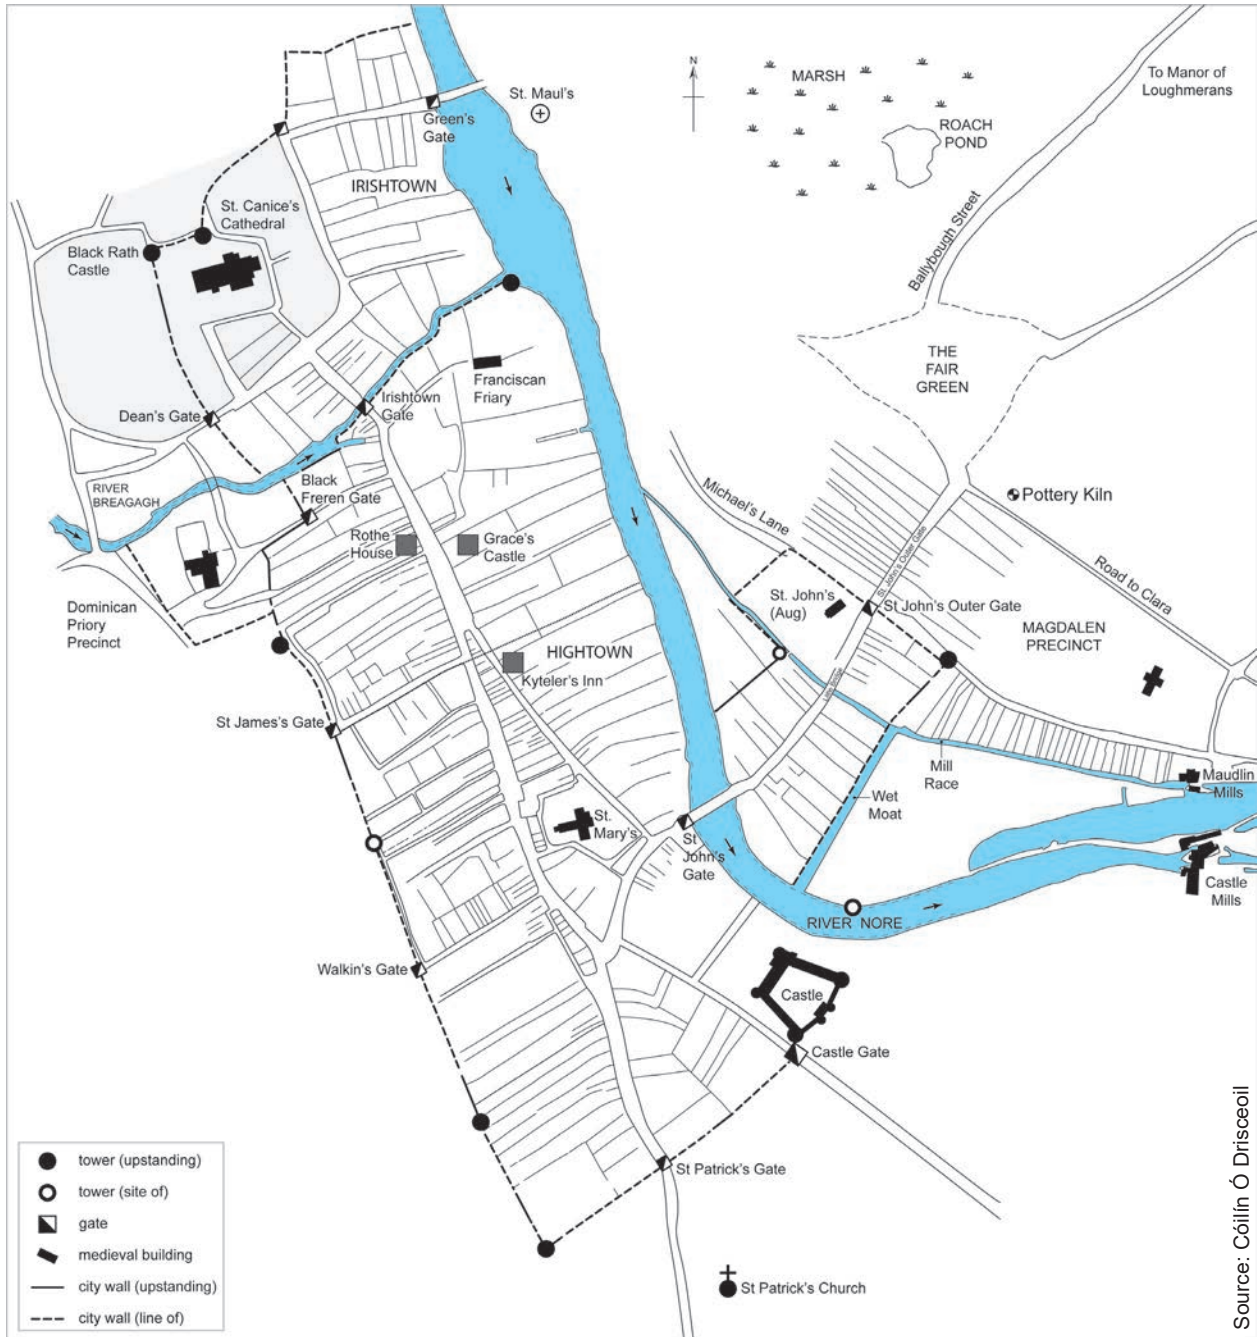 N
St. Maul's
MARSH
To Manor of
Loughmerans
Green's
Gate
ROACH
POND
IRISHTOWN
St. Canice's
Cathedral
Black Rath
Castle
Ballybough Street
THE
FAIR
GREEN
Franciscan
Friary
Dean's Gate
Irishtown
Gate
RIVER
BREAGAGH
Black
Freren Gate
Michael's Lane
Pottery Kiln
Rothe
House
Grace's
Castle
St. John's Outer Gate
Road to Clara
St. John's
(Aug)
St John's Outer Gate
Dominican
Priory
Precinct
MAGDALEN
PRECINCT
HIGHTOWN
Kyteler's Inn
Little Bridge
St James's Gate
Mill
Race
Maudlin
Mills
Wet
Moat
St.
Mary's
St
John's
Gate
Castle
Mills
RIVER NORE
Walkin's Gate
Castle
Castle Gate
St Patrick's Gate
St Patrick's Church
tower (upstanding)
tower (site of)
gate
medieval building
city wall (upstanding)
city wall (line of)
Source: Cóilín Ó Drisceoil